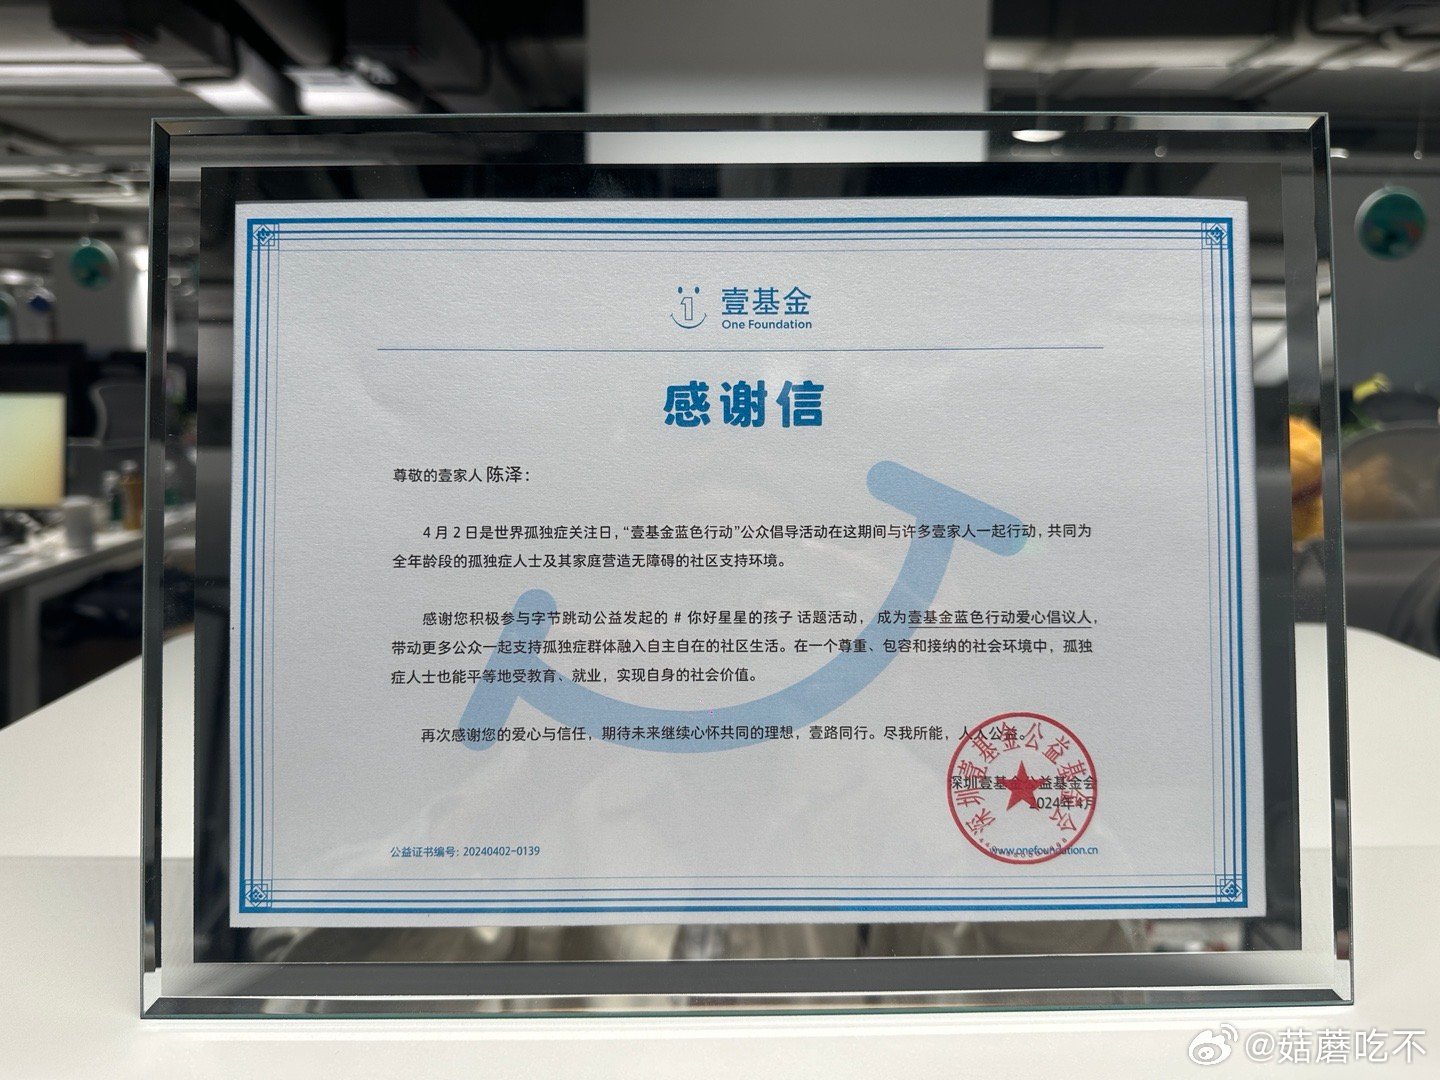 壹基金
One Foundation
感谢信
尊敬的壹家人 陈泽：
4 月 2 日是世界孤独症关注日，“壹基金蓝色行动”公众倡导活动在这期间与许多壹家人一起行动，共同为
全年龄段的孤独症人士及其家庭营造无障碍的社区支持环境。
感谢您积极参与字节跳动公益发起的 # 你好星星的孩子 话题活动， 成为壹基金蓝色行动爱心倡议人，
带动更多公众一起支持孤独症群体融入自主自在的社区生活。在一个尊重、包容和接纳的社会环境中，孤独
症人士也能平等地受教育、就业，实现自身的社会价值。
再次感谢您的爱心与信任，期待未来继续心怀共同的理想，壹路同行。尽我所能，人人公益。
深圳壹基金公益基金会
深圳壹基金公益基金会
2024年4月
公益证书编号: 20240402-0139
www.onefoundation.cn
@菇蘑吃不